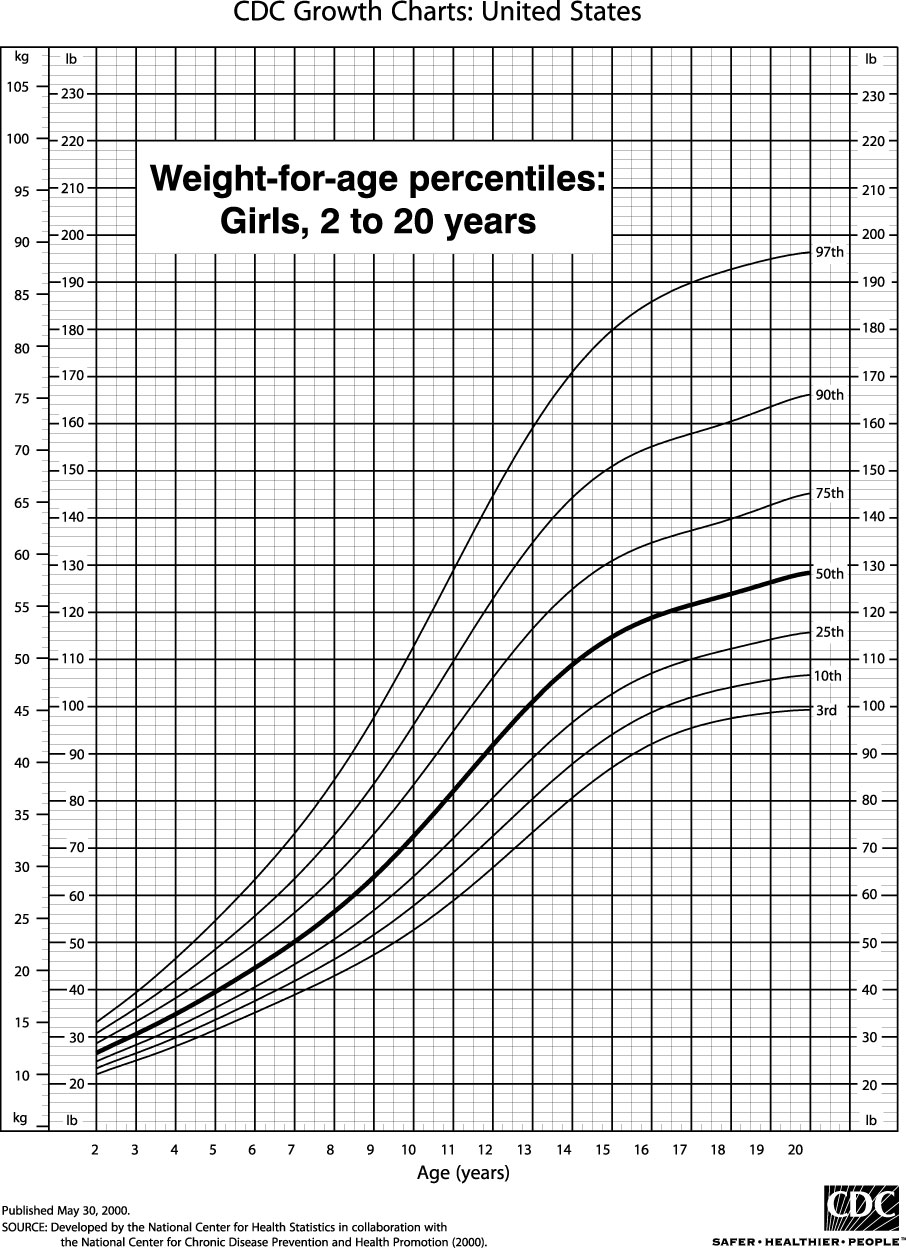 CDC Growth Charts: United States
kg
lb
lb
105
230
230
100
220
220
Weight-for-age percentiles:
Girls, 2 to 20 years
95
210
210
90
200
200
97th
85
190
190
80
180
180
75
170
170
90th
70
160
160
150
150
65
75th
140
140
60
130
130
50th
55
120
120
25th
50
110
110
10th
45
100
100
3rd
40
90
90
35
80
80
30
70
70
60
60
25
50
50
20
40
40
15
30
30
10
20
20
kg
lb
lb
2 3 4 5 6 7 8 9 10 11 12 13 14 15 16 17 18 19 20
Age (years)
Published May 30, 2000.
SOURCE: Developed by the National Center for Health Statistics in collaboration with
the National Center for Chronic Disease Prevention and Health Promotion (2000).
CDC
SAFER • HEALTHIER • PEOPLE™